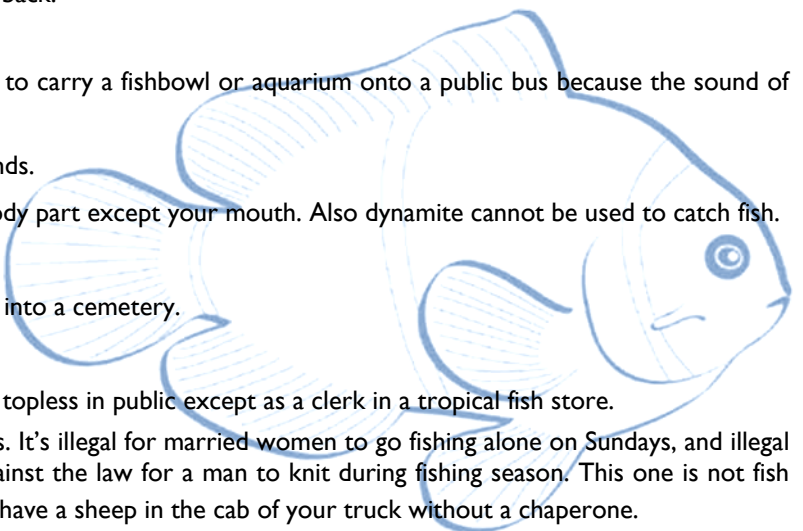 to carry a fishbowl or aquarium onto a public bus because the sound of
ody part except your mouth. Also dynamite cannot be used to catch fish.
into a cemetery.
topless in public except as a clerk in a tropical fish store.
s. It’s illegal for married women to go fishing alone on Sundays, and illegal
ainst the law for a man to knit during fishing season. This one is not fish
have a sheep in the cab of your truck without a chaperone.